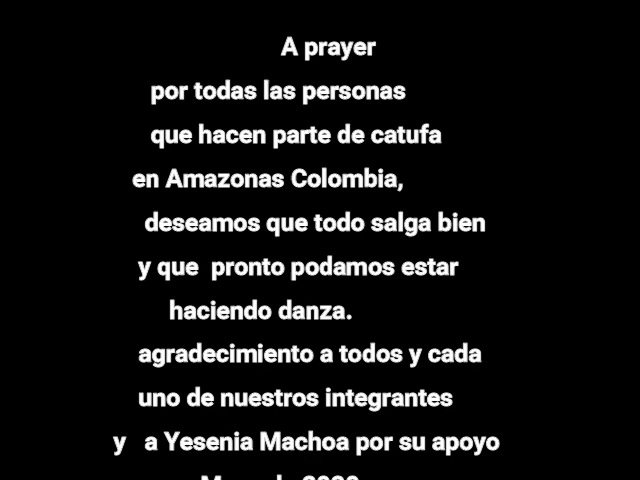 A prayer
por todas las personas
que hacen parte de catufa
en Amazonas Colombia,
deseamos que todo salga bien
y que pronto podamos estar
haciendo danza.
agradecimiento a todos y cada
uno de nuestros integrantes
y a Yesenia Machoa por su apoyo